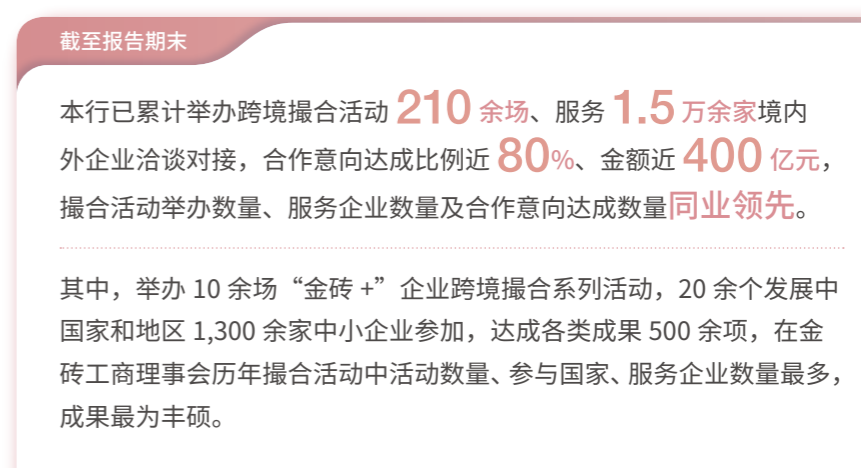 截至报告期末
本行已累计举办跨境撮合活动 210 余场、服务 1.5 万余家境内
外企业洽谈对接，合作意向达成比例近 80%、金额近 400 亿元，
撮合活动举办数量、服务企业数量及合作意向达成数量同业领先。
其中，举办 10 余场“金砖 +”企业跨境撮合系列活动，20 余个发展中
国家和地区 1,300 余家中小企业参加，达成各类成果 500 余项，在金
砖工商理事会历年撮合活动中活动数量、参与国家、服务企业数量最多，
成果最为丰硕。